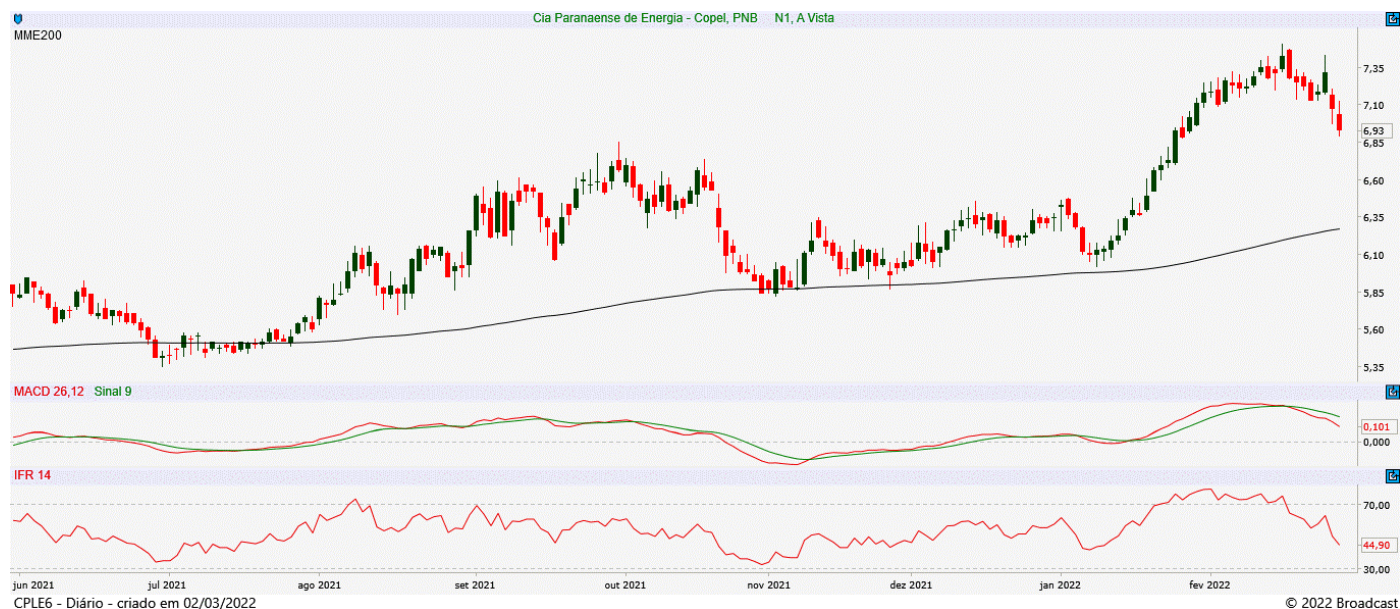 Cia Paranaense de Energia - Copel, PNB N1, A Vista
MME200
7,35
7,10
6,93
6,85
6,60
6,35
6,10
5,85
5,60
5,35
MACD 26,12 Sinal 9
0,101
0,000
IFR 14
70,00
44,90
30,00
jun 2021 jul 2021 ago 2021 set 2021 out 2021 nov 2021 dez 2021 jan 2022 fev 2022
CPLE6 - Diário - criado em 02/03/2022 © 2022 Broadcast